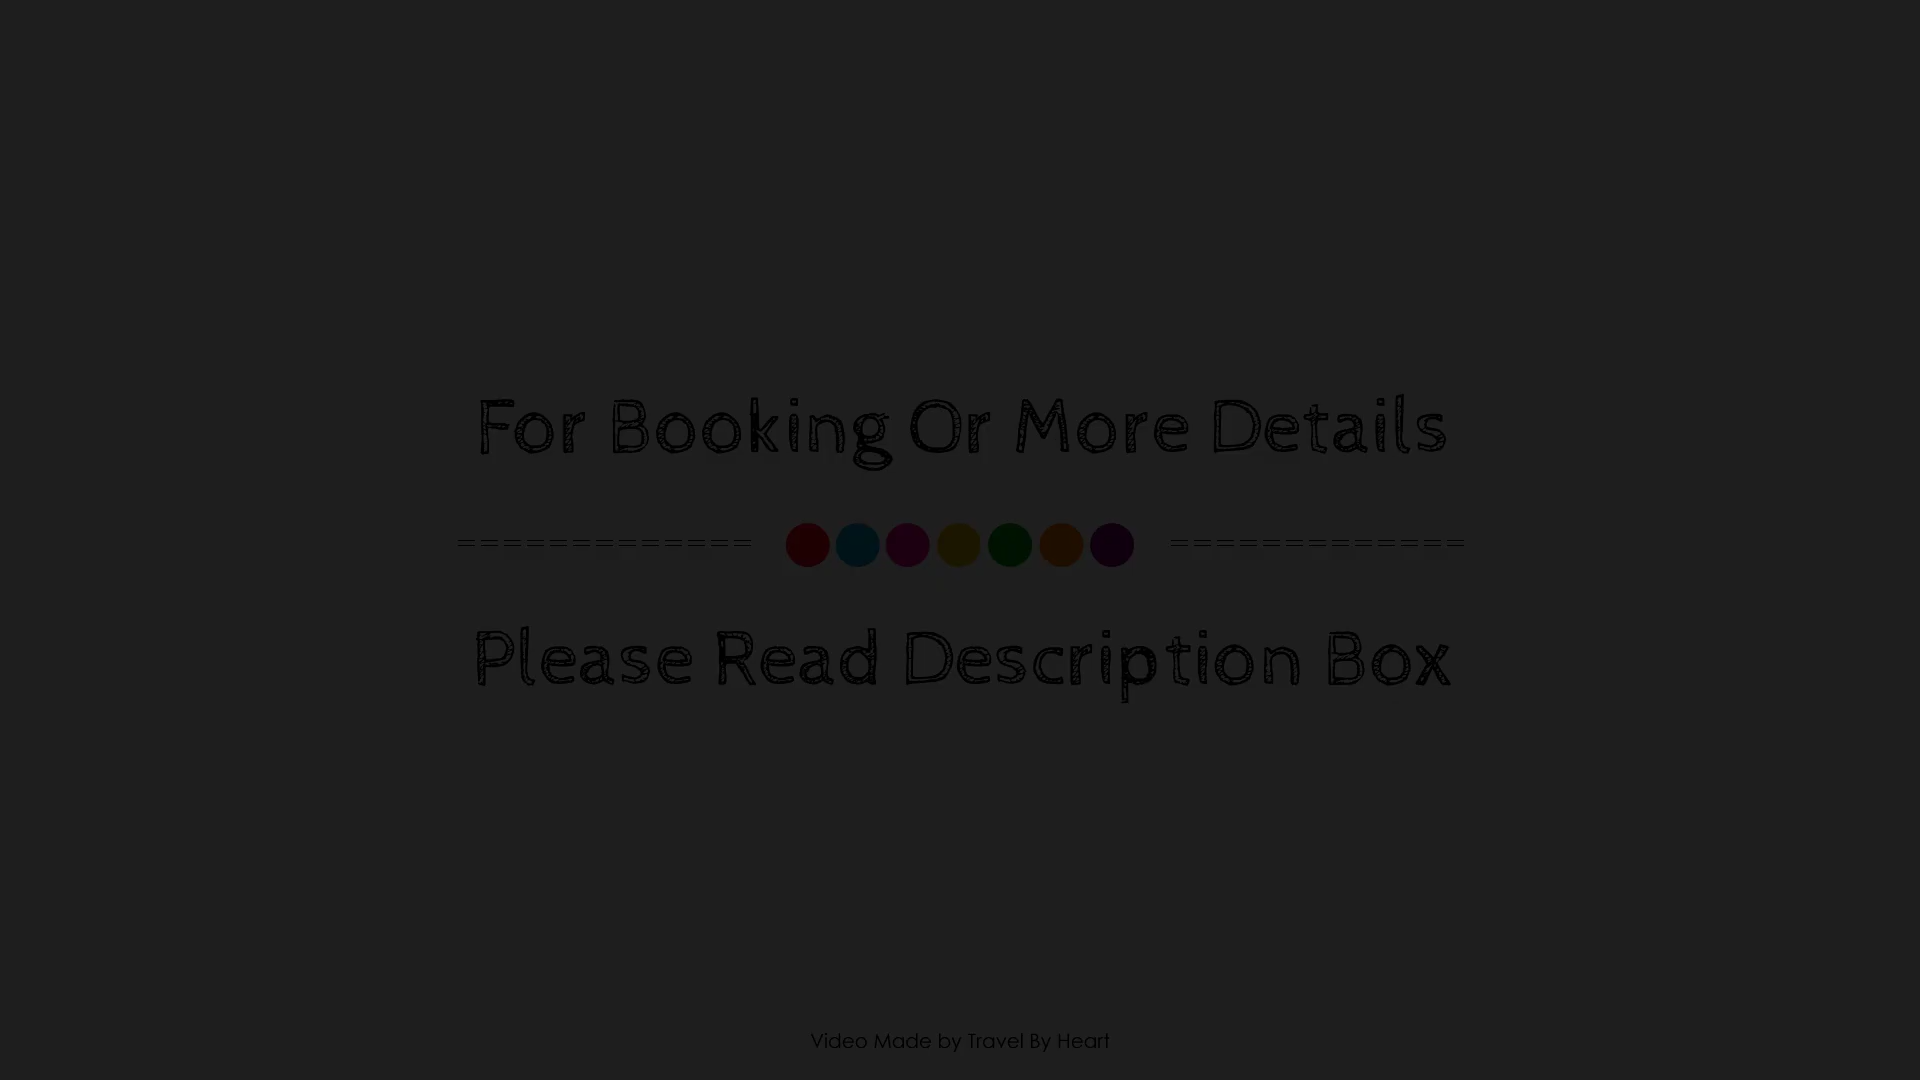 For Booking Or More Details
============= =============
Please Read Description Box
Video Made by Travel By Heart